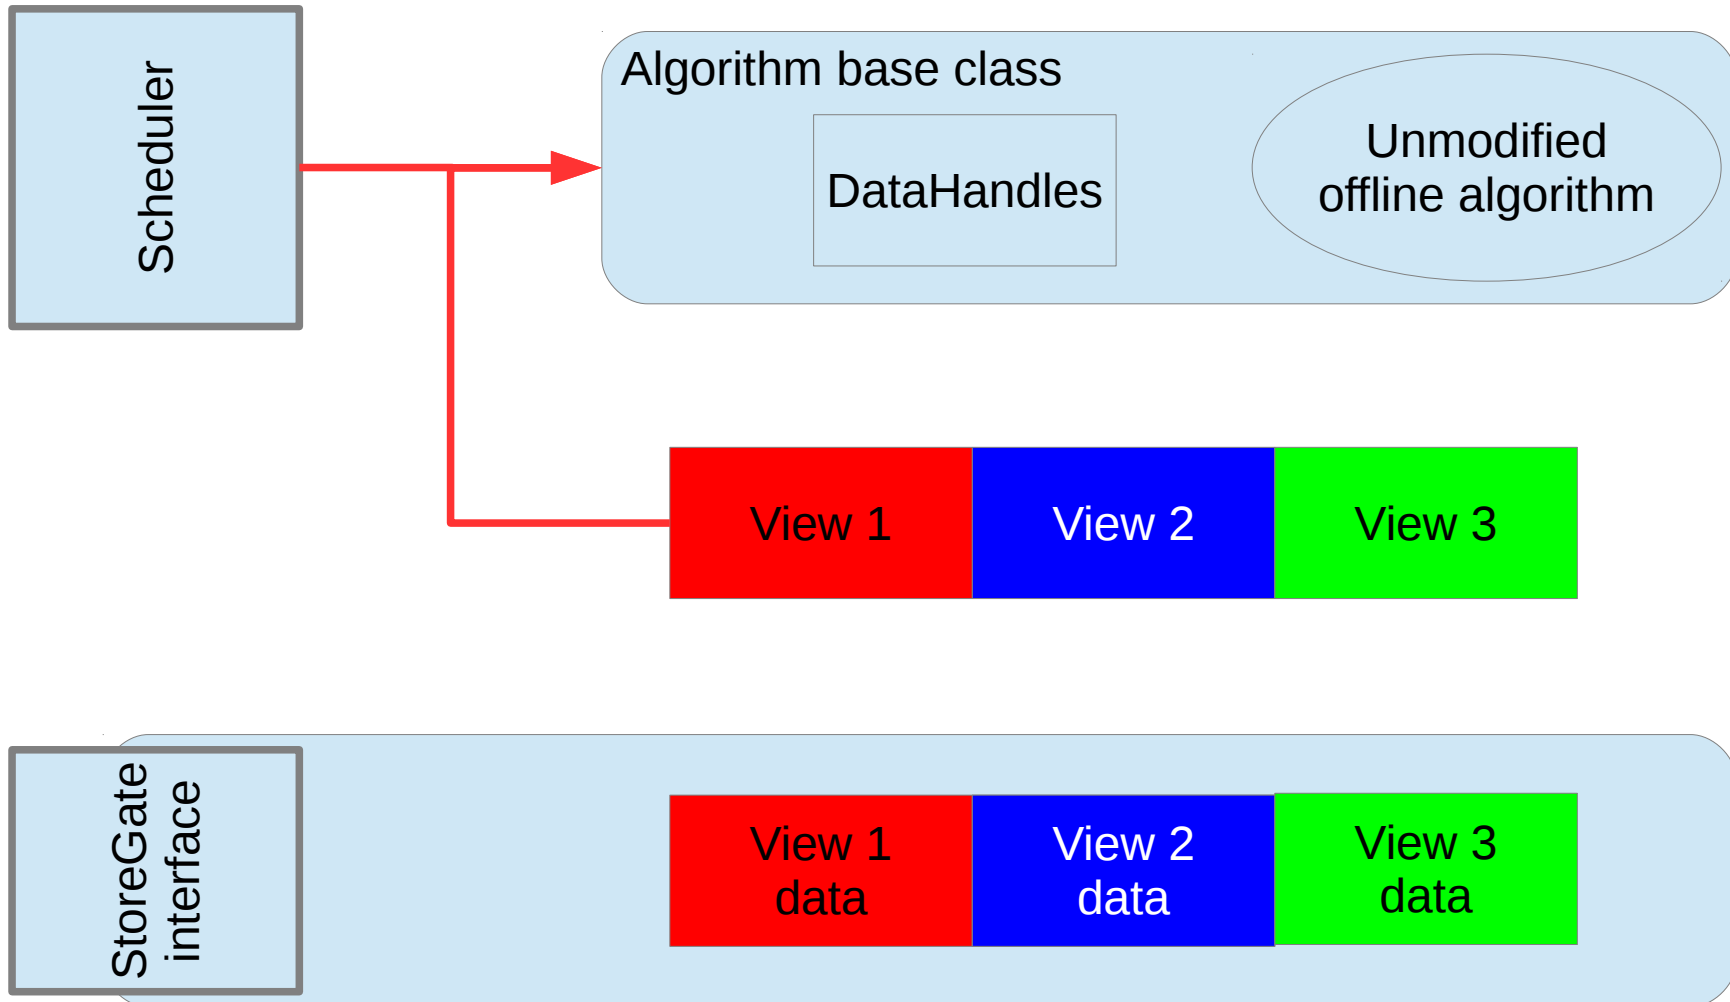 Scheduler
Algorithm base class
DataHandles
Unmodified
offline algorithm
View 1
View 2
View 3
StoreGate
interface
View 1
data
View 2
data
View 3
data